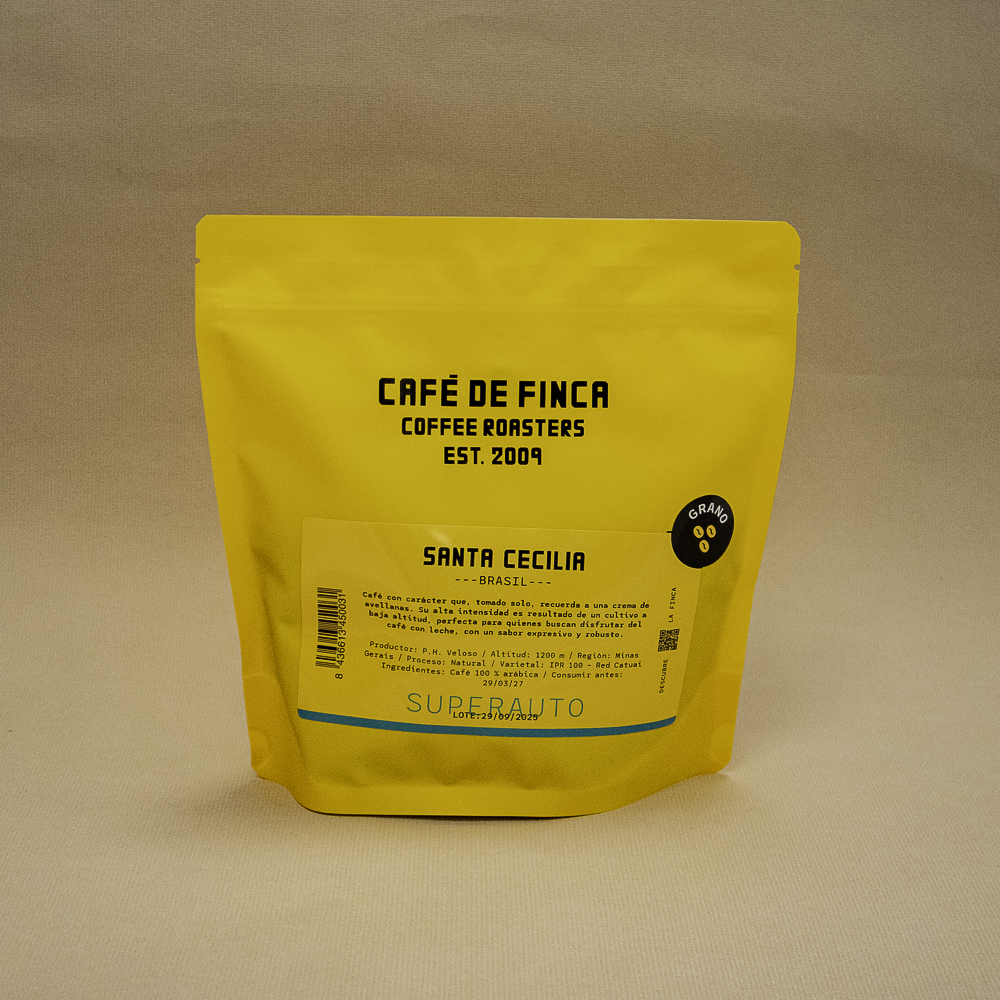 CAFÉ DE FINCA
COFFEE ROASTERS
EST. 2009
GRANO
SANTA CECILIA
---BRASIL---
Café con carácter que, tomado solo, recuerda a una crema de
avellanas. Su alta intensidad es resultado de un cultivo a
baja altitud, perfecta para quienes buscan disfrutar del
café con leche, con un sabor expresivo y robusto.
Productor: P.H. Veloso / Altitud: 1200 m / Región: Minas
Gerais / Proceso: Natural / Varietal: IPR 100 - Red Catuai
Ingredientes: Café 100 % arábica / Consumir antes:
29/03/27
SUPERAUTO
LOTE:29/09/2025
8 436613 450031
DESCUBRE LA FINCA